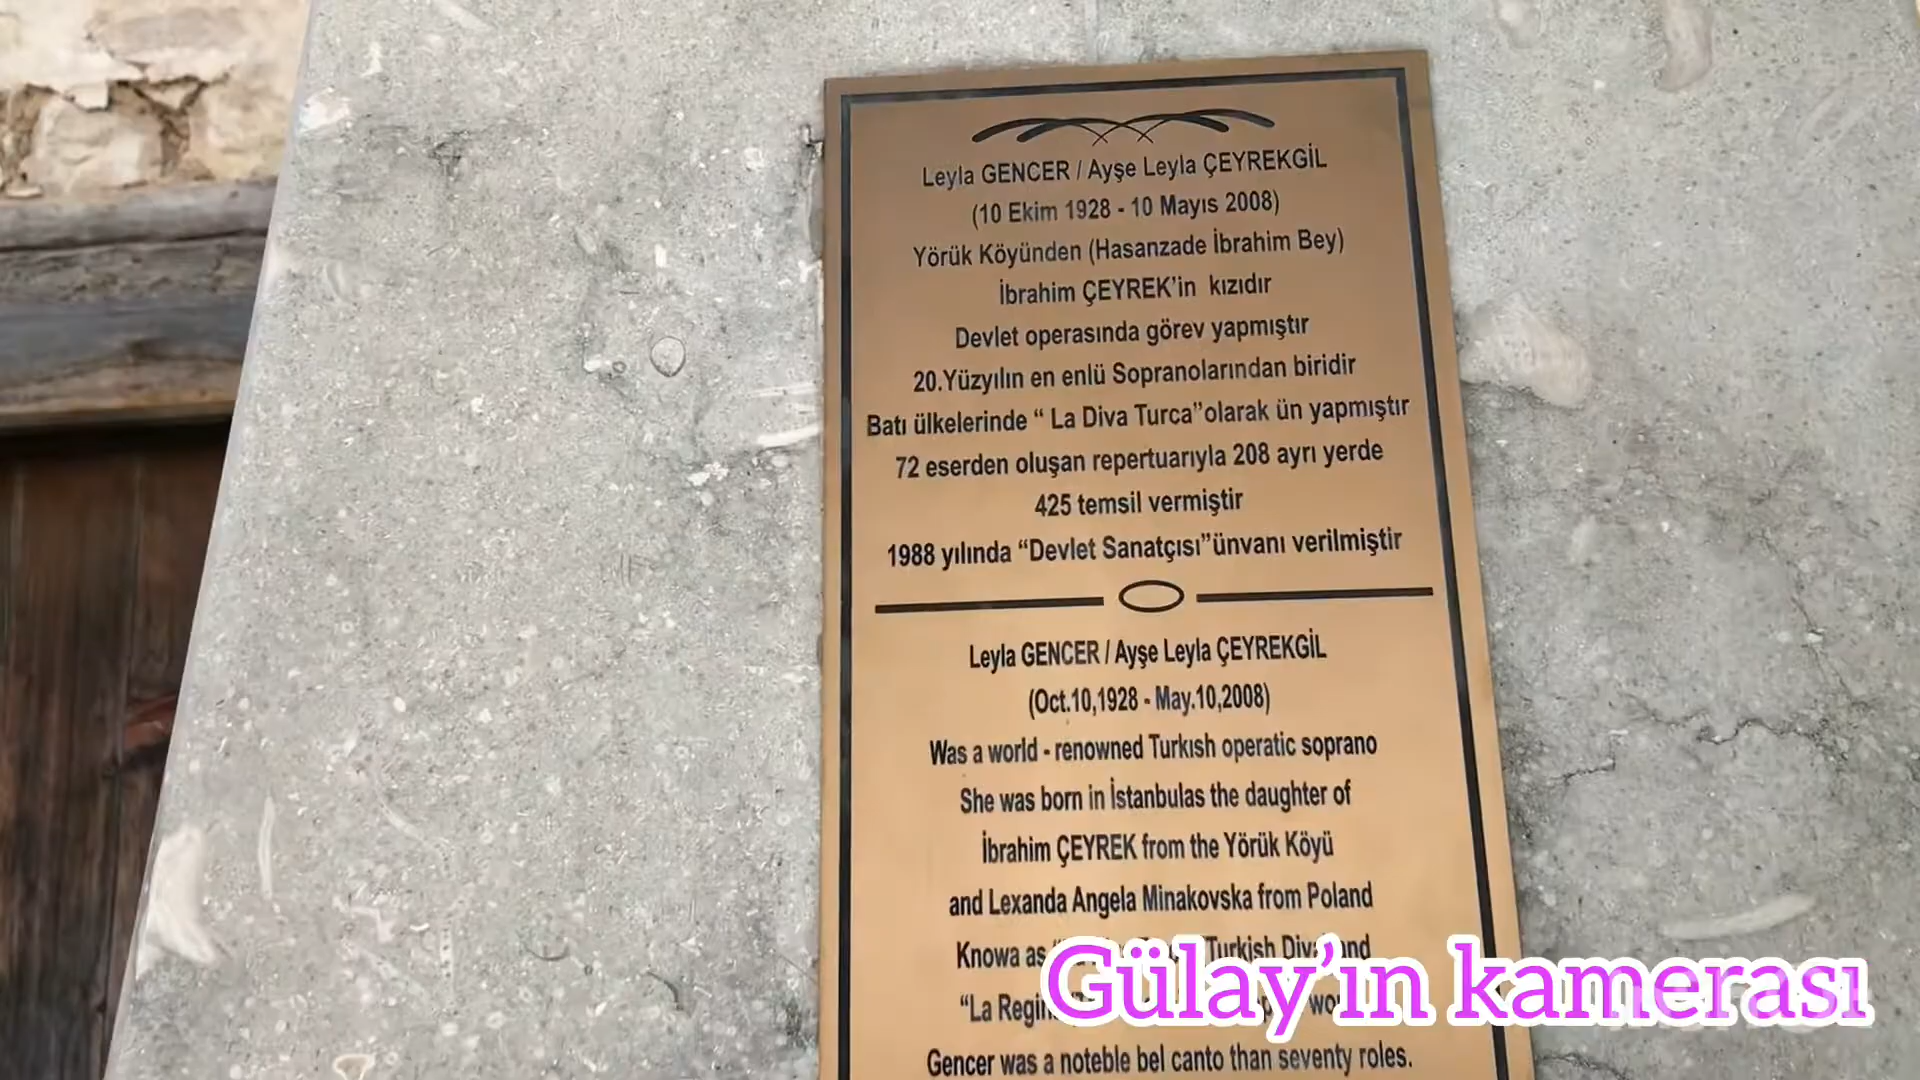 Leyla GENCER / Ayşe Leyla ÇEYREKGİL
(10 Ekim 1928 - 10 Mayıs 2008)
Yörük Köyünden (Hasanzade İbrahim Bey)
İbrahim ÇEYREK'in kızıdır
Devlet operasında görev yapmıştır
20.Yüzyılın en enlü Sopranolarından biridir
Batı ülkelerinde “ La Diva Turca”olarak ün yapmıştır
72 eserden oluşan repertuarıyla 208 ayrı yerde
425 temsil vermiştir
1988 yılında “Devlet Sanatçısı”ünvanı verilmiştir
Leyla GENCER / Ayşe Leyla ÇEYREKGİL
(Oct.10,1928 - May.10,2008)
Was a world - renowned Turkısh operatic soprano
She was born in İstanbulas the daughter of
İbrahim ÇEYREK from the Yörük Köyü
and Lexanda Angela Minakovska from Poland
Knowa as Turkish and
“La
Gencer was a noteble bel canto than seventy roles.
Gülay’ın kamerası